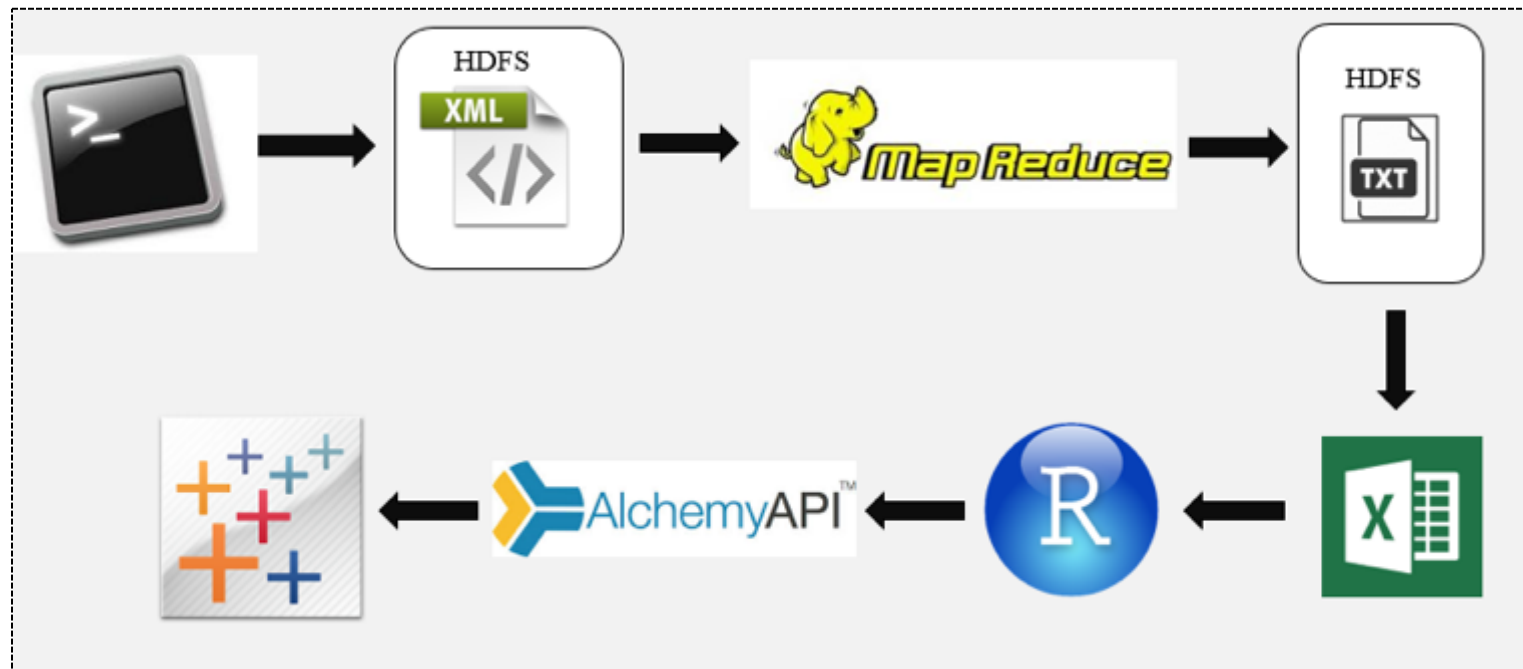 >_
HDFS
XML
</>
Map Reduce
HDFS
TXT
X
R
AlchemyAPI™